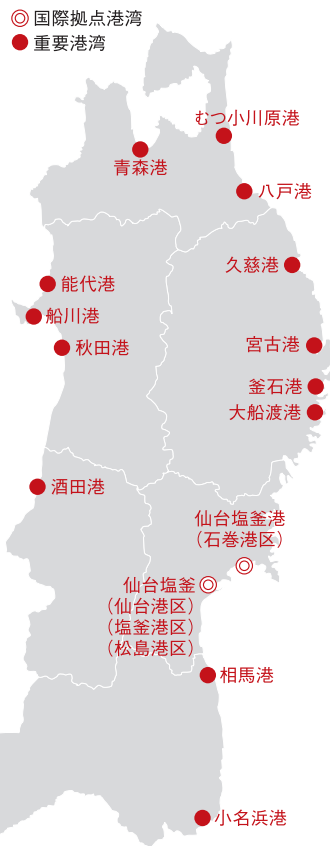 国際拠点港湾
重要港湾
むつ小川原港
青森港
八戸港
久慈港
能代港
船川港
秋田港
宮古港
釜石港
大船渡港
酒田港
仙台塩釜港
（石巻港区）
仙台塩釜
（仙台港区）
（塩釜港区）
（松島港区）
相馬港
小名浜港